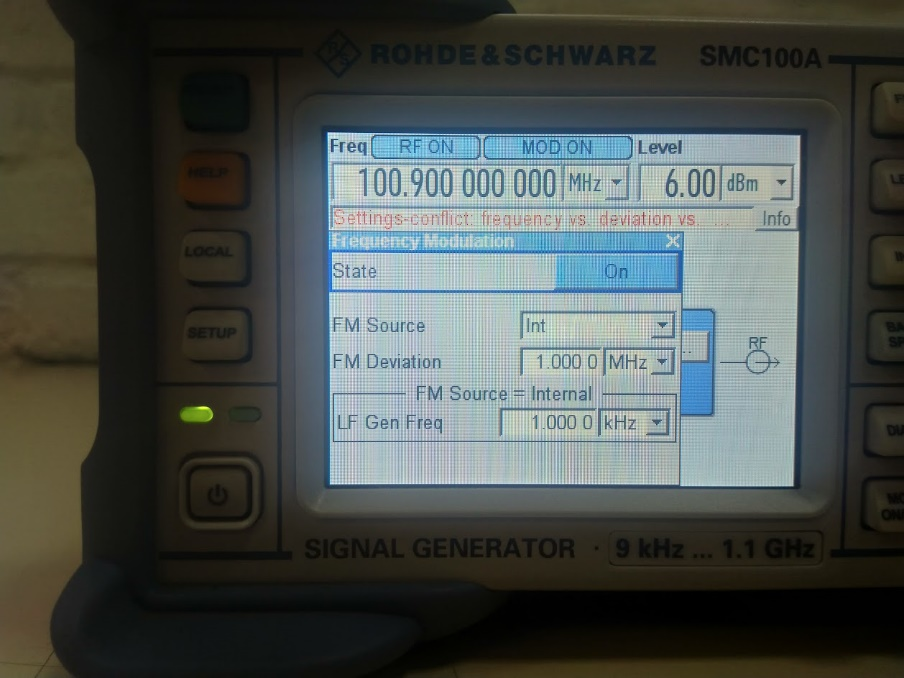 ROHDE&SCHWARZ SMC100A
HELP
LOCAL
SETUP
Freq RF ON MOD ON Level
100.900 000 000 MHz 6.00 dBm
Settings-conflict: frequency vs. deviation vs. ... Info
Frequency Modulation
State On
FM Source Int
FM Deviation 1.000 0 MHz
FM Source = Internal
LF Gen Freq 1.000 0 kHz
RF
SIGNAL GENERATOR · 9 kHz ... 1.1 GHz